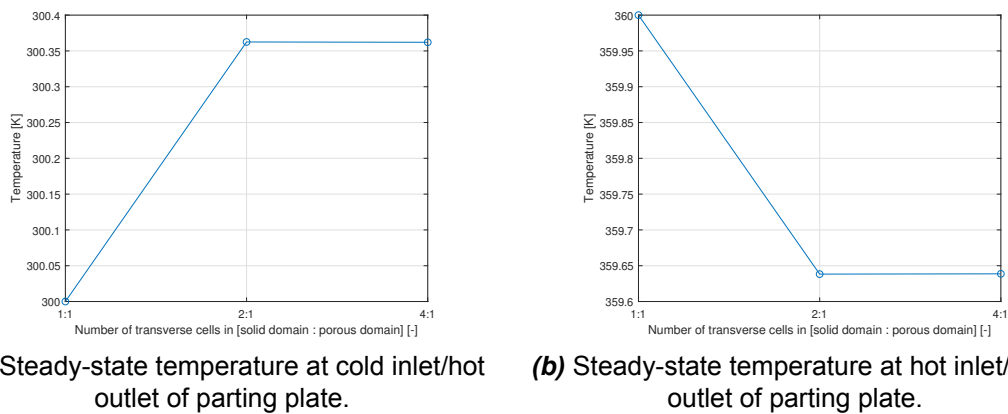 300.4
300.35
300.3
300.25
300.2
300.15
300.1
300.05
300
Temperature [K]
1:1 2:1 4:1
Number of transverse cells in [solid domain : porous domain] [-]
Steady-state temperature at cold inlet/hot
outlet of parting plate.
360
359.95
359.9
359.85
359.8
359.75
359.7
359.65
359.6
Temperature [K]
1:1 2:1 4:1
Number of transverse cells in [solid domain : porous domain] [-]
(b) Steady-state temperature at hot inlet/
outlet of parting plate.